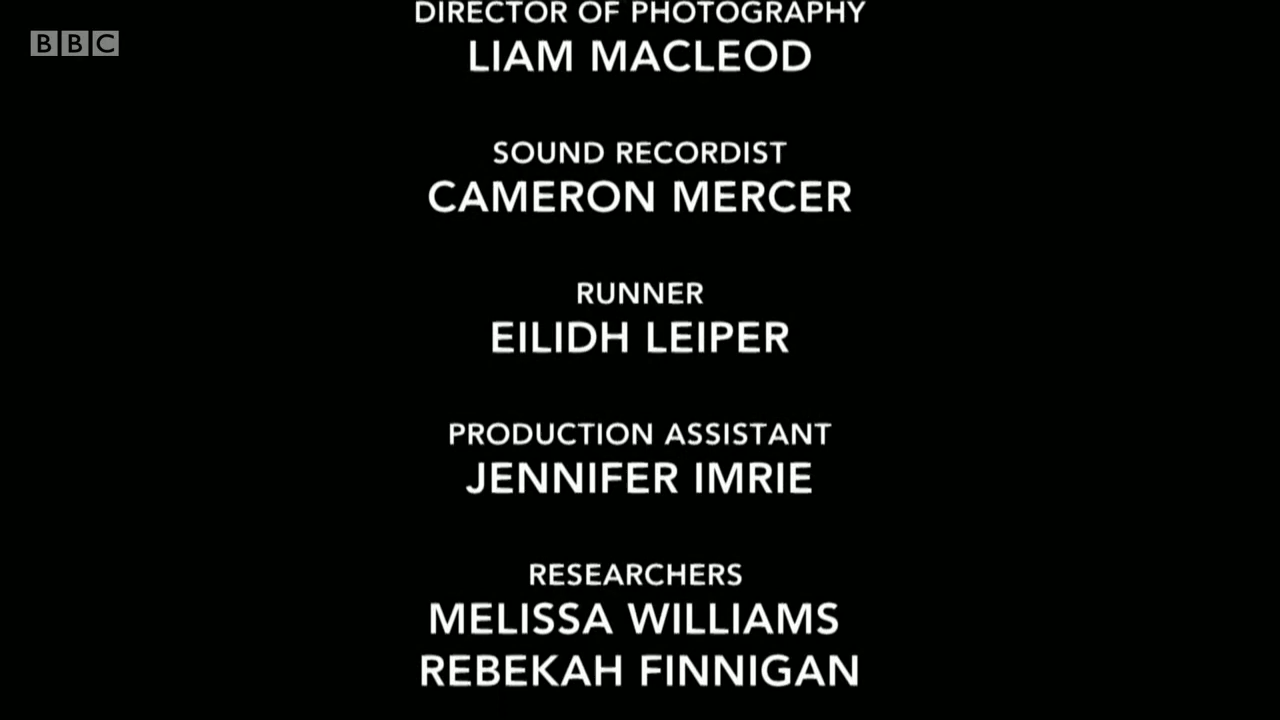 BBC
DIRECTOR OF PHOTOGRAPHY
LIAM MACLEOD
SOUND RECORDIST
CAMERON MERCER
RUNNER
EILIDH LEIPER
PRODUCTION ASSISTANT
JENNIFER IMRIE
RESEARCHERS
MELISSA WILLIAMS
REBEKAH FINNIGAN